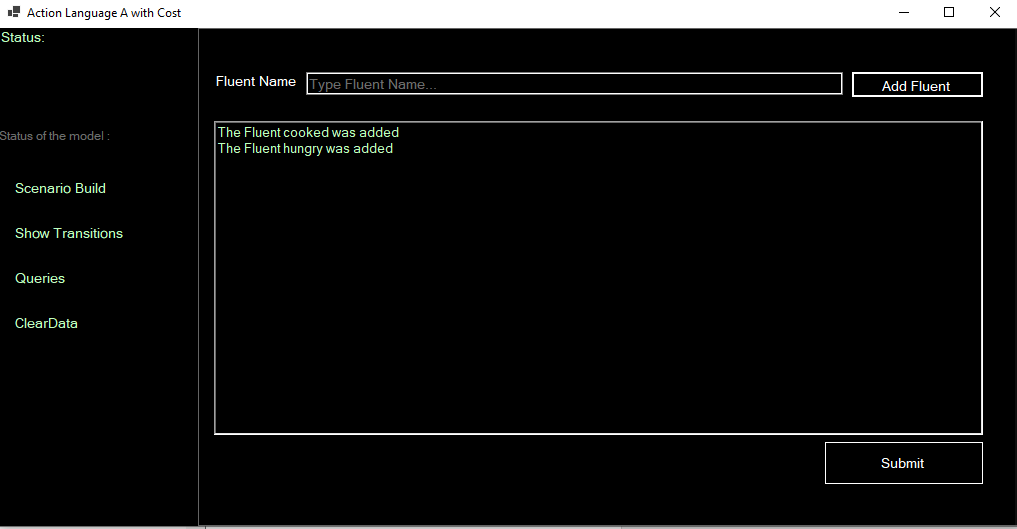 Action Language A with Cost
Status:
Fluent Name
Type Fluent Name...
Add Fluent
The Fluent cooked was added
The Fluent hungry was added
Status of the model :
Scenario Build
Show Transitions
Queries
ClearData
Submit